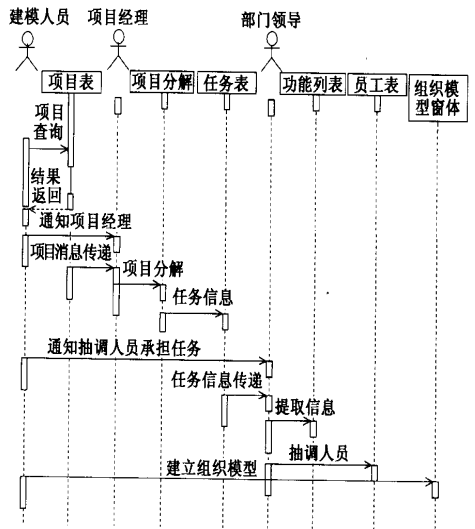 建模人员 项目经理 部门领导
项目表 项目分解 任务表 功能列表 员工表 组织模
型窗体
项目
查询
结果
返回
通知项目经理
项目消息传递
项目分解
任务信息
通知抽调人员承担任务
任务信息传递
提取信息
抽调人员
建立组织模型